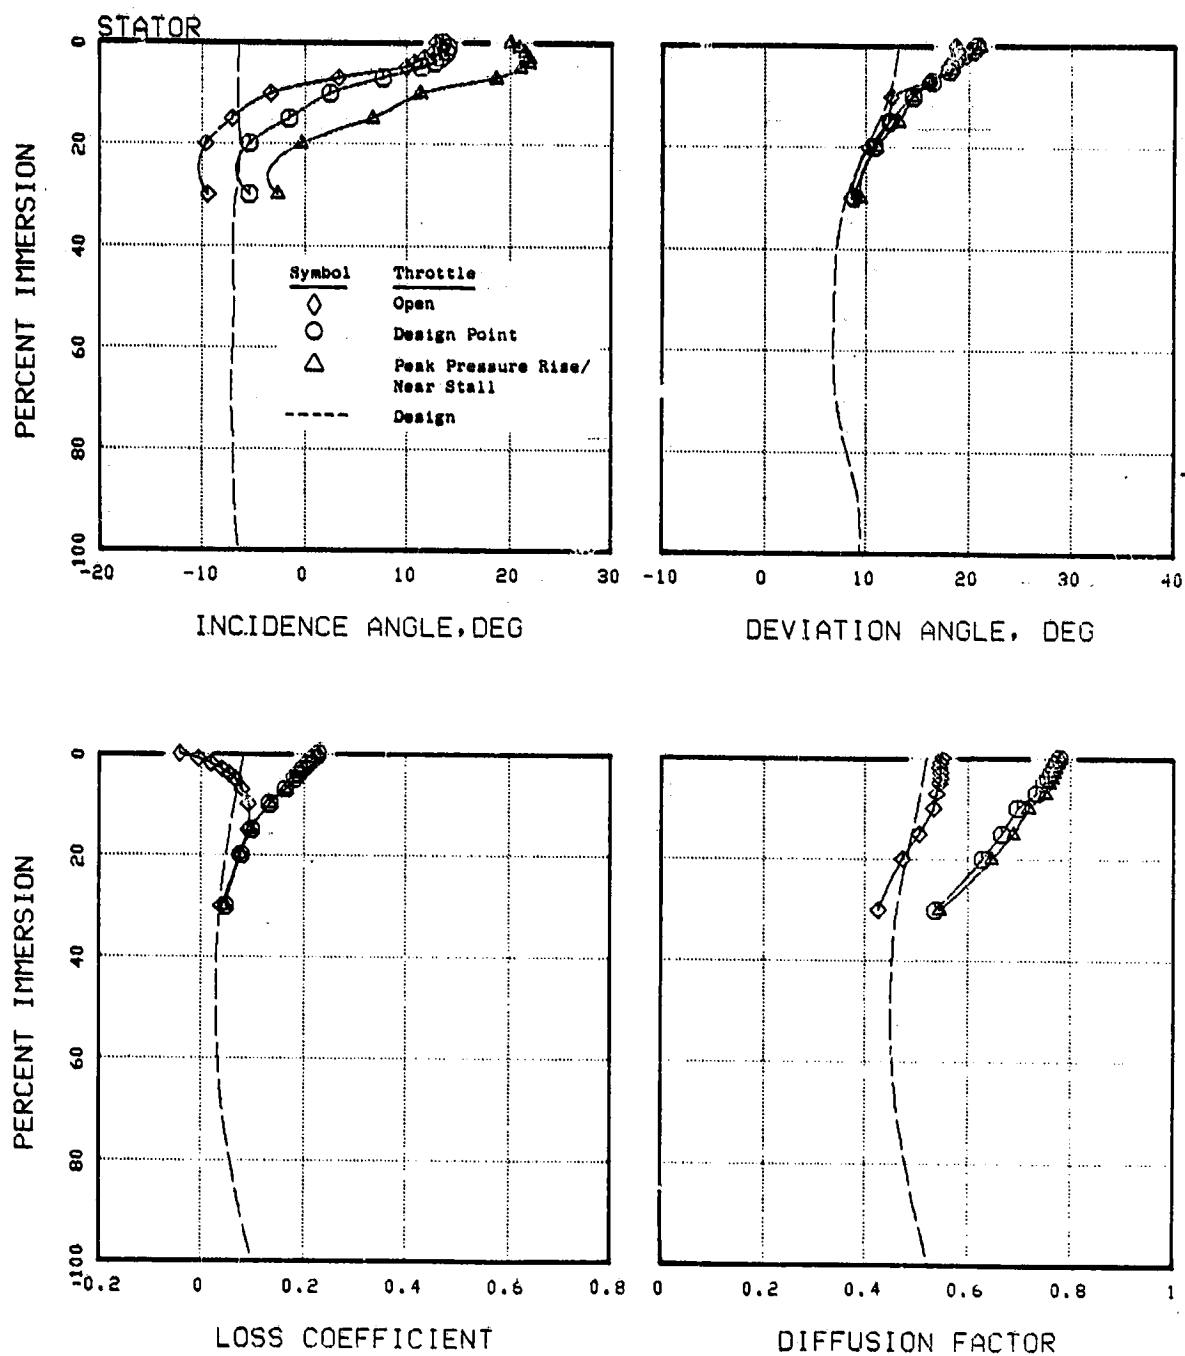 STATOR
PERCENT IMMERSION
0
20
40
60
80
100
-20
-10
0
10
20
30
INCIDENCE ANGLE, DEG
Symbol Throttle
Open
Design Point
Peak Pressure Rise/
Near Stall
Design
-10
0
10
20
30
40
DEVIATION ANGLE, DEG
PERCENT IMMERSION
0
20
40
60
80
100
-0.2
0
0.2
0.4
0.6
0.8
LOSS COEFFICIENT
0
0.2
0.4
0.6
0.8
1
DIFFUSION FACTOR